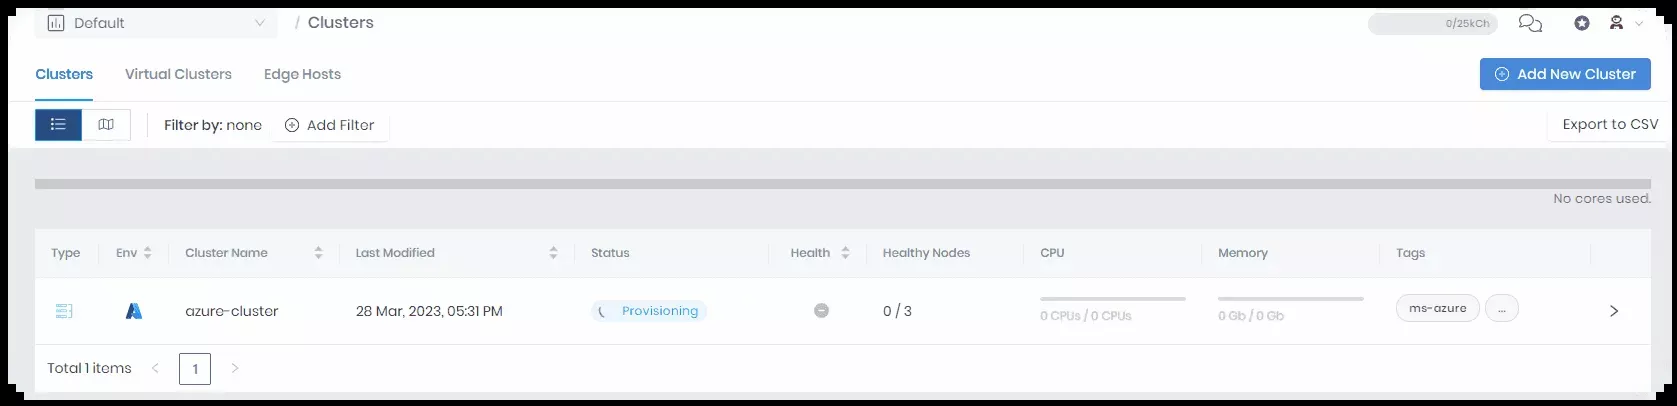 Default / Clusters 0/25kCh
Clusters Virtual Clusters Edge Hosts Add New Cluster
Filter by: none Add Filter Export to CSV
No cores used.
Type Env Cluster Name Last Modified Status Health Healthy Nodes CPU Memory Tags
azure-cluster 28 Mar, 2023, 05:31 PM Provisioning 0 / 3 0 CPUs / 0 CPUs 0 Gb / 0 Gb ms-azure ...
Total 1 items < 1 >